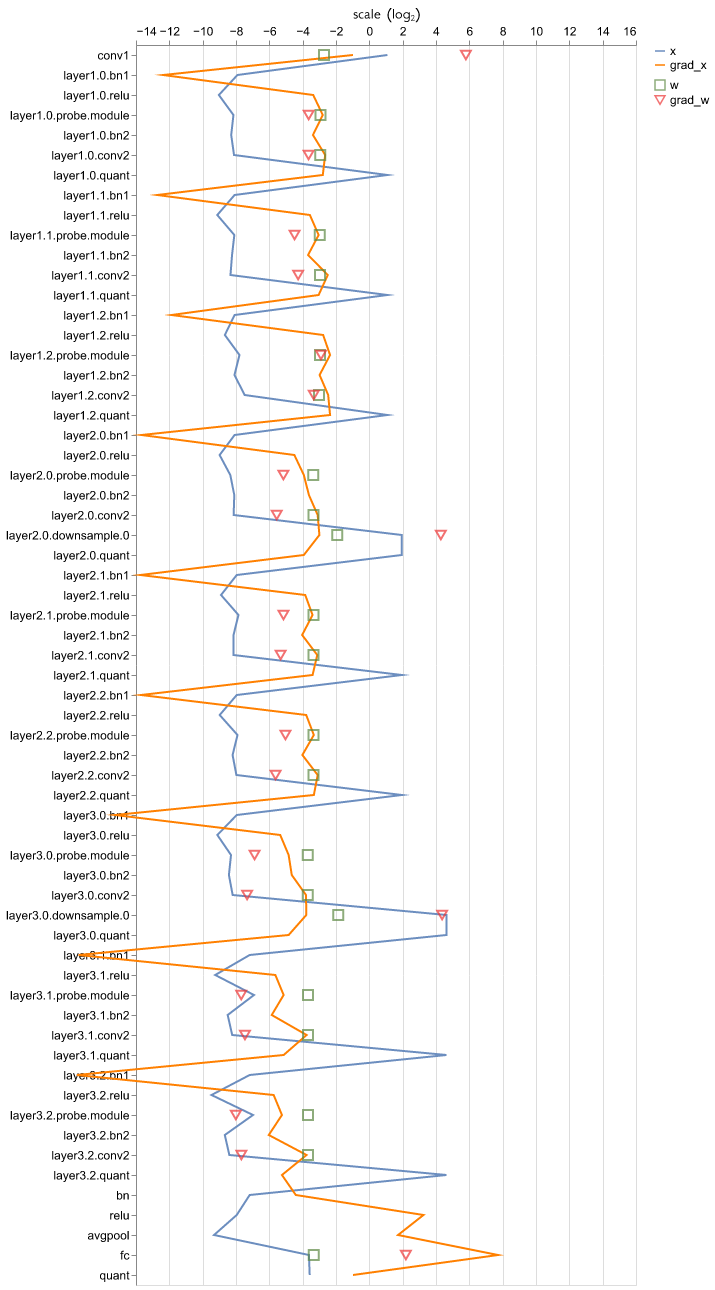 scale (log₂)
−14 −12 −10 −8 −6 −4 −2 0 2 4 6 8 10 12 14 16
x
grad_x
w
grad_w
conv1
layer1.0.bn1
layer1.0.relu
layer1.0.probe.module
layer1.0.bn2
layer1.0.conv2
layer1.0.quant
layer1.1.bn1
layer1.1.relu
layer1.1.probe.module
layer1.1.bn2
layer1.1.conv2
layer1.1.quant
layer1.2.bn1
layer1.2.relu
layer1.2.probe.module
layer1.2.bn2
layer1.2.conv2
layer1.2.quant
layer2.0.bn1
layer2.0.relu
layer2.0.probe.module
layer2.0.bn2
layer2.0.conv2
layer2.0.downsample.0
layer2.0.quant
layer2.1.bn1
layer2.1.relu
layer2.1.probe.module
layer2.1.bn2
layer2.1.conv2
layer2.1.quant
layer2.2.bn1
layer2.2.relu
layer2.2.probe.module
layer2.2.bn2
layer2.2.conv2
layer2.2.quant
layer3.0.bn1
layer3.0.relu
layer3.0.probe.module
layer3.0.bn2
layer3.0.conv2
layer3.0.downsample.0
layer3.0.quant
layer3.1.bn1
layer3.1.relu
layer3.1.probe.module
layer3.1.bn2
layer3.1.conv2
layer3.1.quant
layer3.2.bn1
layer3.2.relu
layer3.2.probe.module
layer3.2.bn2
layer3.2.conv2
layer3.2.quant
bn
relu
avgpool
fc
quant